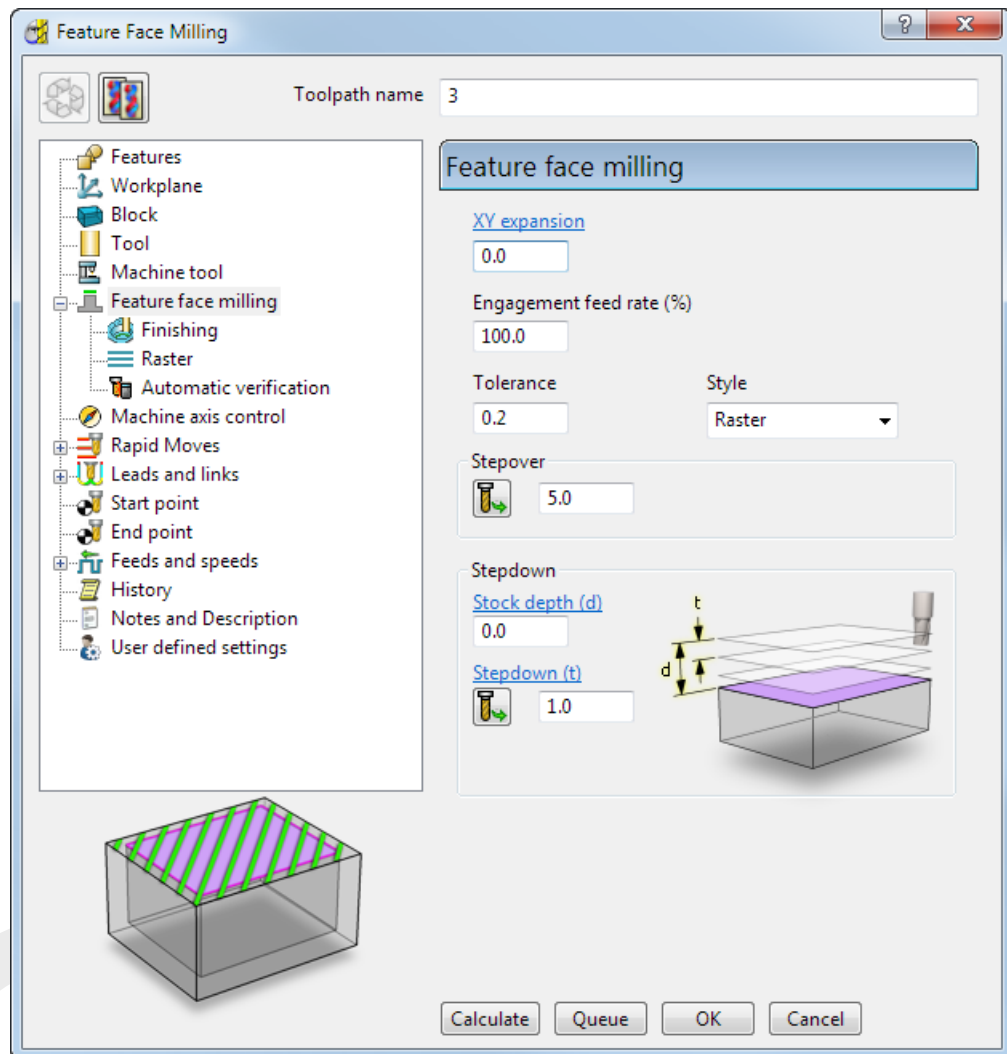 Feature Face Milling
Toolpath name 3
Features
Workplane
Block
Tool
Machine tool
Feature face milling
Finishing
Raster
Automatic verification
Machine axis control
Rapid Moves
Leads and links
Start point
End point
Feeds and speeds
History
Notes and Description
User defined settings
Feature face milling
XY expansion
0.0
Engagement feed rate (%)
100.0
Tolerance Style
0.2 Raster
Stepover
5.0
Stepdown
Stock depth (d) t
0.0
d
Stepdown (t)
1.0
Calculate Queue OK Cancel